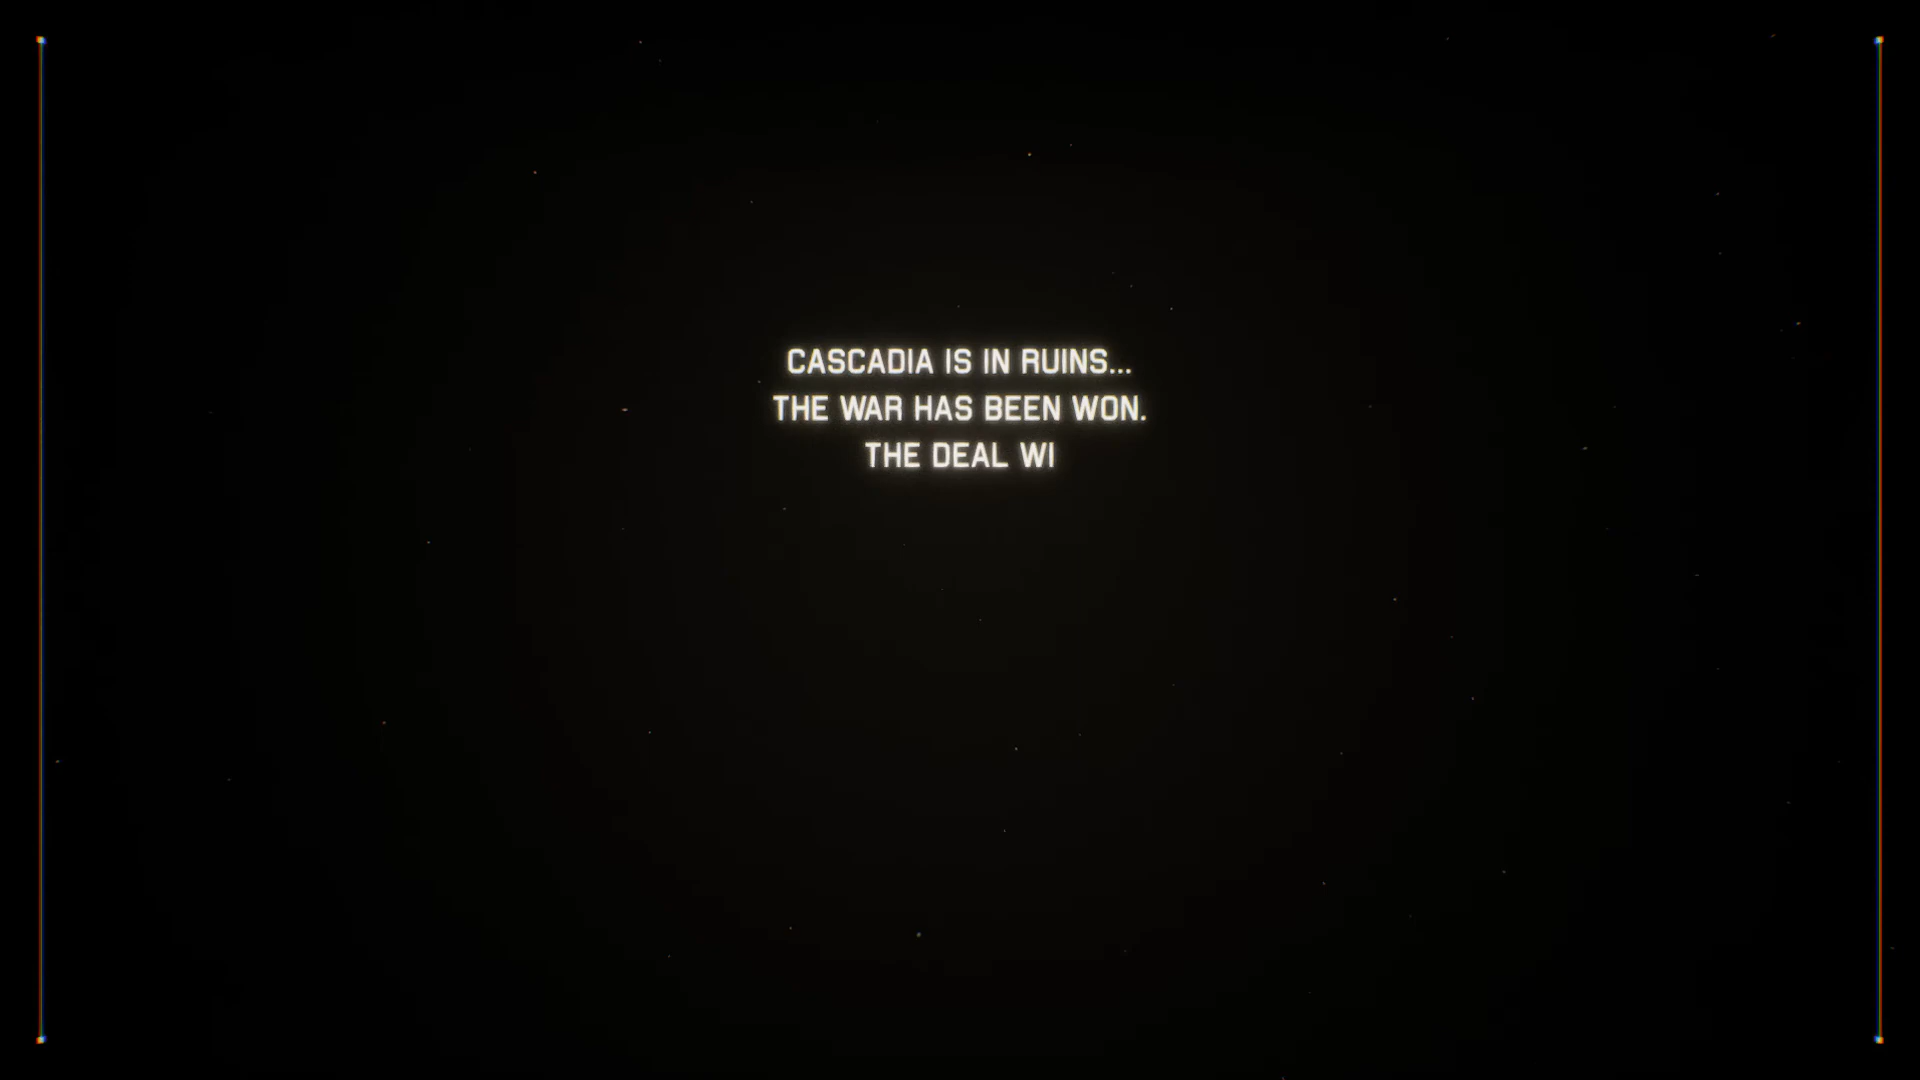 CASCADIA IS IN RUINS...
THE WAR HAS BEEN WON.
THE DEAL WI